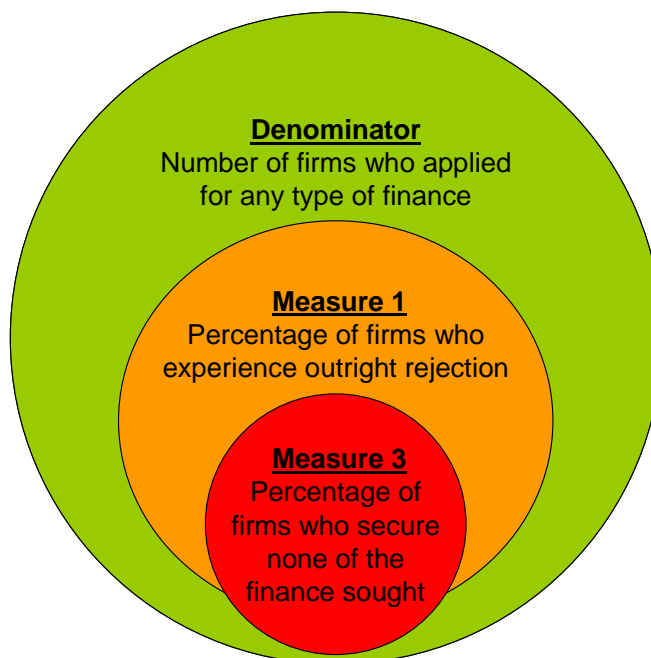 Denominator
Number of firms who applied
for any type of finance
Measure 1
Percentage of firms who
experience outright rejection
Measure 3
Percentage of
firms who secure
none of the
finance sought